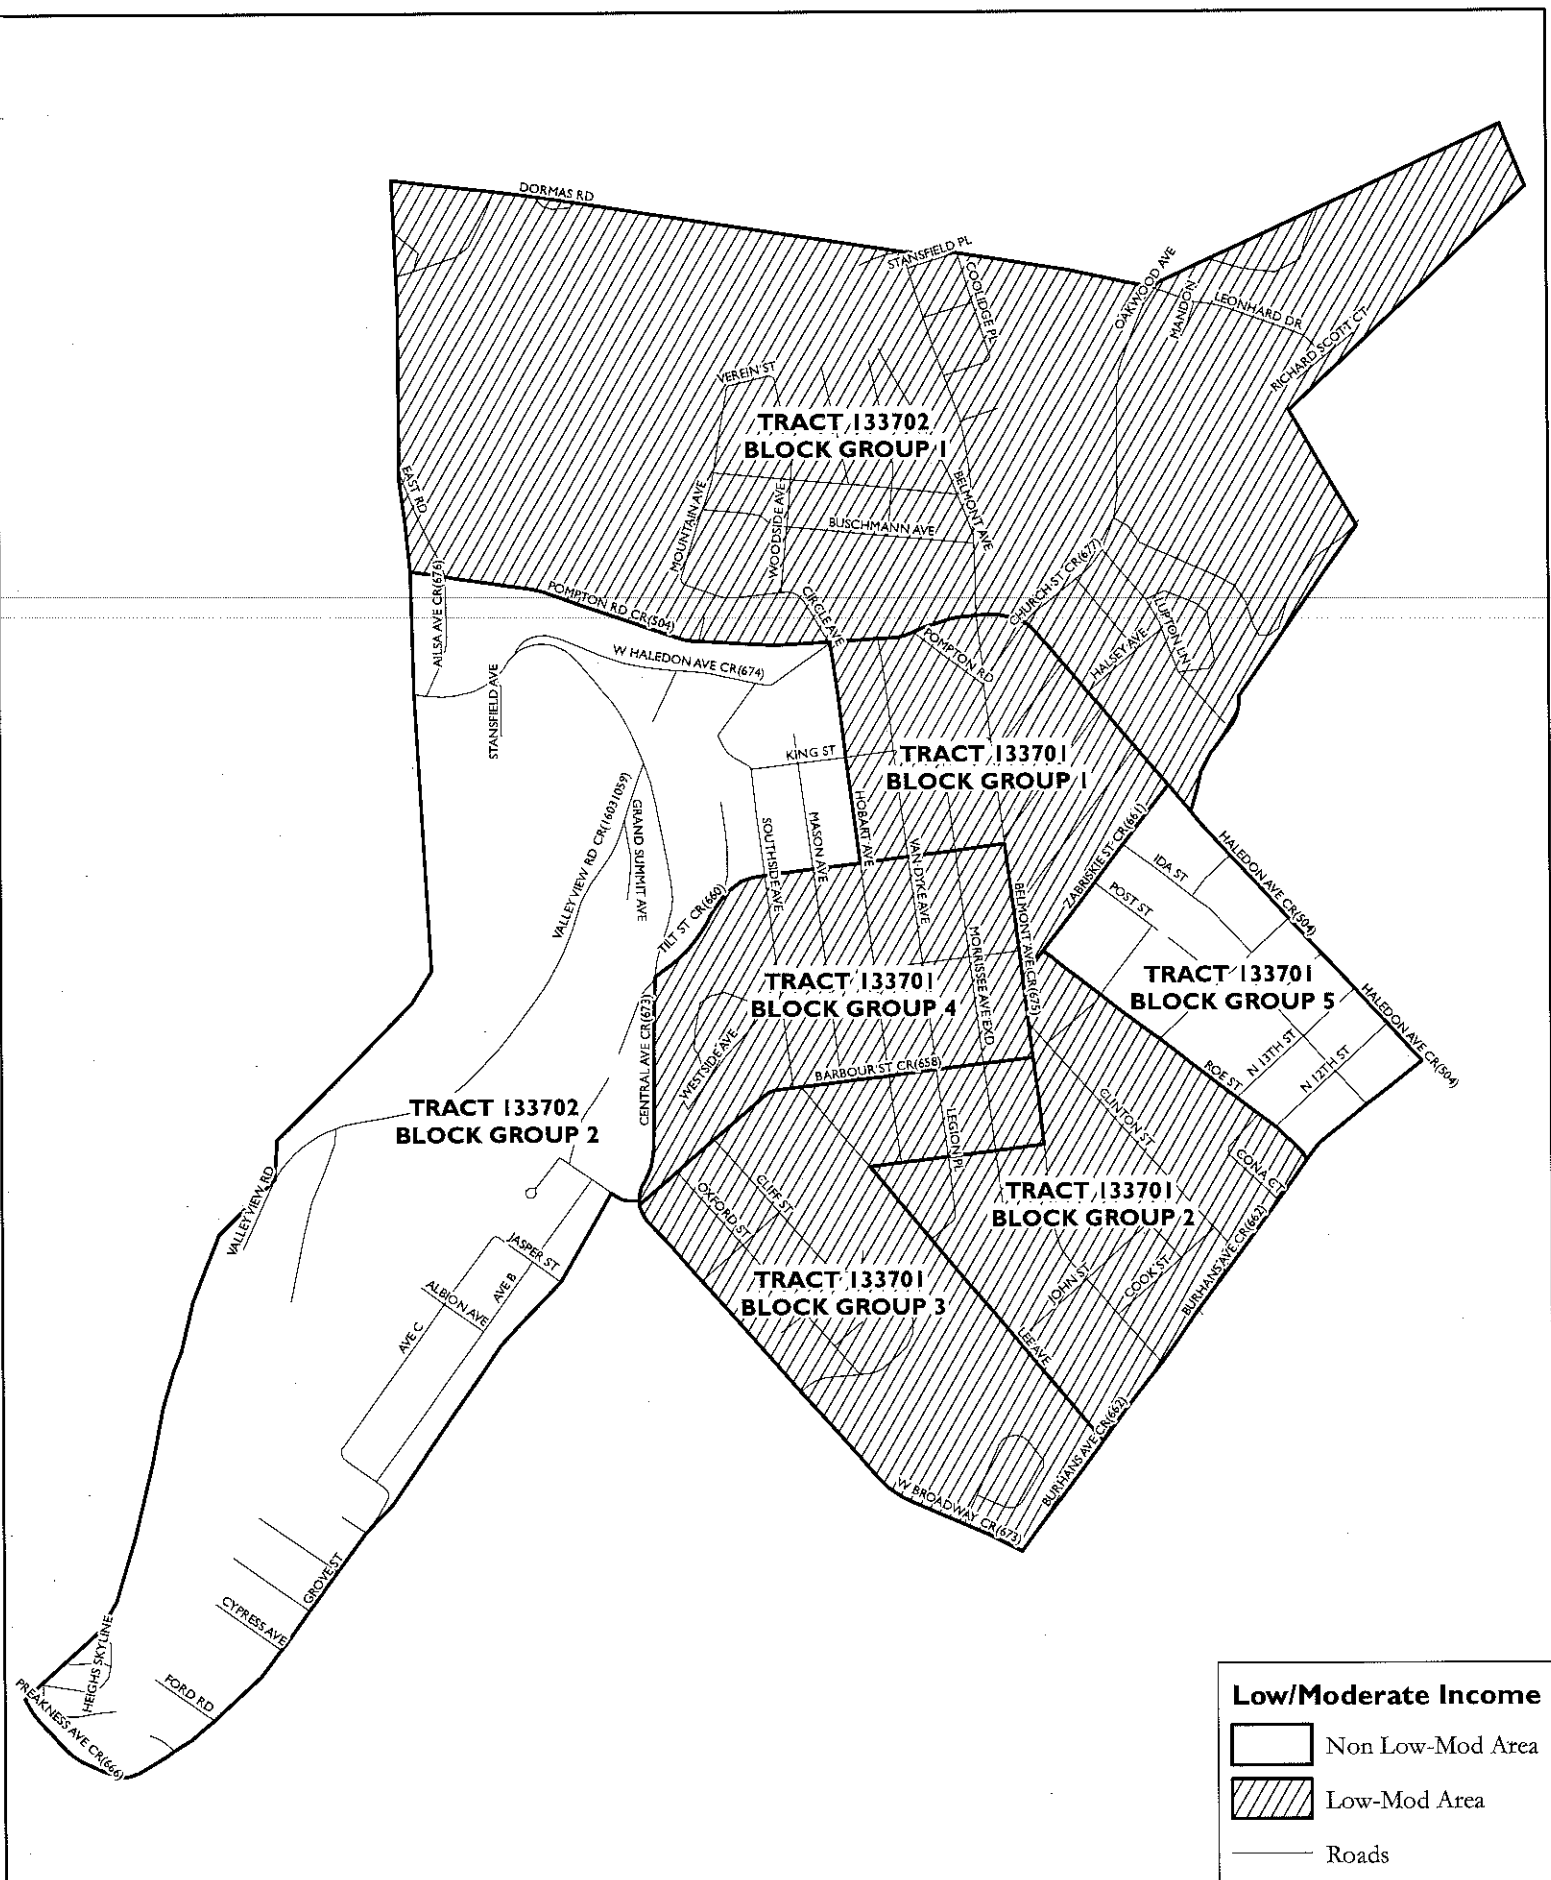 DORMAS RD
STANSFIELD PL
COOLIDGE PL
OAKWOOD AVE
MANDON
LEONHARD DR
RICHARD SCOTT CT
VEREIN ST
TRACT 133702
BLOCK GROUP 1
EAST RD
MOUNTAIN AVE
WOODSIDE AVE
BUSCHMANN AVE
BELMONT AVE
CHURCH ST CR(677)
AILSA AVE CR(676)
POMPTON RD CR(504)
CIRCLE AVE
POMPTON RD
HALSEY AVE
LUPTON LN
W HALEDON AVE CR(674)
STANSFIELD AVE
KING ST
TRACT 133701
BLOCK GROUP 1
VALLEY VIEW RD CR(16031059)
GRAND SUMMIT AVE
SOUTHSIDE AVE
MASON AVE
HOBART AVE
VAN DYKE AVE
ZABRISKIE ST CR(661)
IDA ST
POST ST
HALEDON AVE CR(504)
TILT ST CR(660)
MORRISSEE AVE EXD
BELMONT AVE CR(675)
TRACT 133701
BLOCK GROUP 4
TRACT 133701
BLOCK GROUP 5
HALEDON AVE CR(504)
CENTRAL AVE CR(673)
WESTSIDE AVE
BARBOUR ST CR(658)
ROE ST
N 13TH ST
N 12TH ST
TRACT 133702
BLOCK GROUP 2
LEGION PL
CLINTON ST
CONA CT
VALLEY VIEW RD
OXFORD ST
CLIFF ST
TRACT 133701
BLOCK GROUP 2
BURHANS AVE CR(662)
JASPER ST
AVE B
ALBION AVE
AVE C
TRACT 133701
BLOCK GROUP 3
JOHN ST
COOK ST
LEE AVE
BURHANS AVE CR(662)
W BROADWAY CR(673)
GROVE ST
CYPRESS AVE
HEIGHS SKYLINE
FORD RD
PREAKNESS AVE CR(666)
Low/Moderate Income
Non Low-Mod Area
Low-Mod Area
Roads